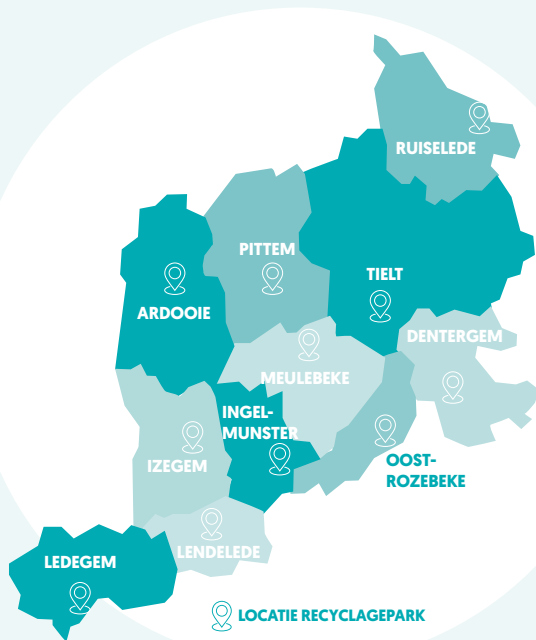 RUISELEDE
PITTEM
TIELT
ARDOOIE
DENTERGEM
MEULEBEKE
INGEL-
MUNSTER
IZEGEM
OOST-
ROZEBEKE
LENDELEDE
LEDEGEM
LOCATIE RECYCLAGEPARK